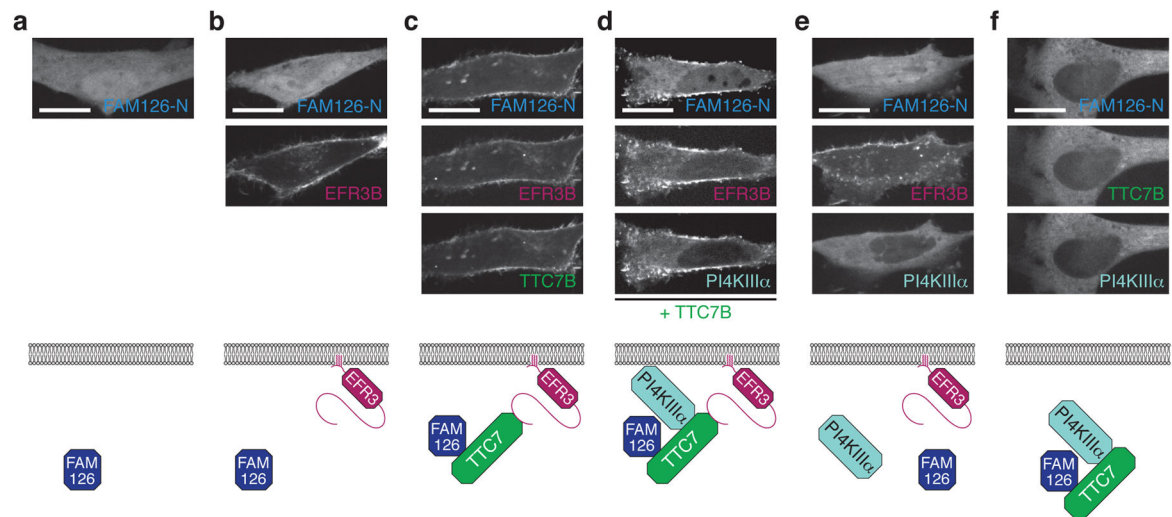 a
b
c
d
e
f
FAM126-N
FAM126-N
FAM126-N
FAM126-N
FAM126-N
FAM126-N
EFR3B
EFR3B
EFR3B
EFR3B
TTC7B
TTC7B
PI4KIIIα
PI4KIIIα
PI4KIIIα
+ TTC7B
FAM
126
EFR3
FAM
126
EFR3
FAM
126
TTC7
EFR3
PI4KIIIα
FAM
126
TTC7
EFR3
PI4KIIIα
FAM
126
PI4KIIIα
FAM
126
TTC7